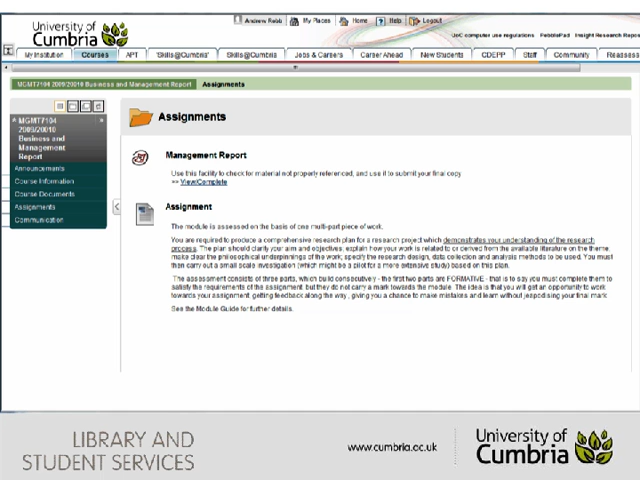 University of
Cumbria
Andrew Rebb My Places Home Help Logout
UoC computer use regulations PebblePad Insight Research Repos
My Institution Courses APT 'Skills@Cumbria' Skills@Cumbria Jobs & Careers Career Ahead New Students CDEPP Staff Community Reassess
MGMT7104 2009/20010 Business and Management Report Assignments
MGMT7104
2009/20010
Business and
Management
Report
Announcements
Course Information
Course Documents
Assignments
Communication
Assignments
Management Report
Use this facility to check for material not properly referenced, and use it to submit your final copy
>> View/Complete
Assignment
The module is assessed on the basis of one multi-part piece of work.
You are required to produce a comprehensive research plan for a research project which demonstrates your understanding of the research
process. The plan should clarify your aim and objectives, explain how your work is related to or derived from the available literature on the theme,
make clear the philosophical underpinnings of the work, specify the research design, data collection and analysis methods to be used. You must
then carry out a small scale investigation (which might be a pilot for a more extensive study) based on this plan.
The assessment consists of three parts, which build consecutively - the first two parts are FORMATIVE - that is to say you must complete them to
satisfy the requirements of the assignment, but they do not carry a mark towards the module. The idea is that you will get an opportunity to work
towards your assignment, getting feedback along the way, giving you a chance to make mistakes and learn without jeopardising your final mark.
See the Module Guide for further details.
LIBRARY AND
STUDENT SERVICES
www.cumbria.ac.uk
University of
Cumbria